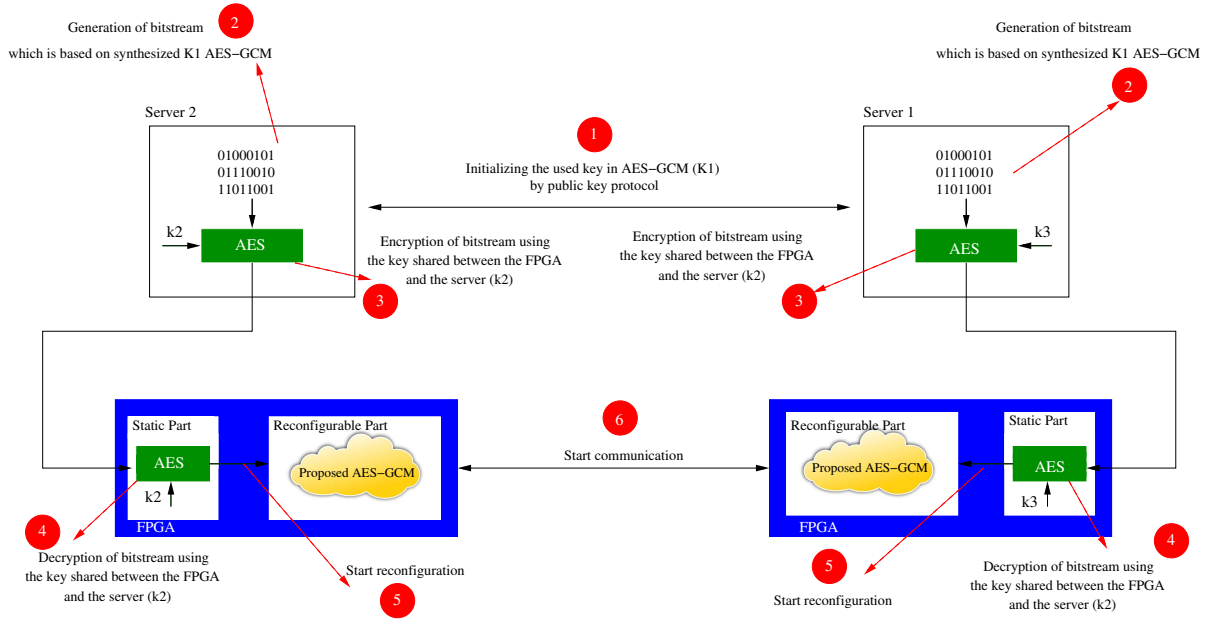 2
Generation of bitstream
which is based on synthesized K1 AES−GCM
Generation of bitstream
which is based on synthesized K1 AES−GCM
2
Server 2
Server 1
1
Initializing the used key in AES−GCM (K1)
by public key protocol
01000101
01110010
11011001
01000101
01110010
11011001
k2
AES
AES
k3
Encryption of bitstream using
the key shared between the FPGA
and the server (k2)
3
Encryption of bitstream using
the key shared between the FPGA
and the server (k2)
3
Static Part
AES
k2
FPGA
Reconfigurable Part
Proposed AES−GCM
6
Start communication
Reconfigurable Part
Proposed AES−GCM
FPGA
Static Part
AES
k3
4
Decryption of bitstream using
the key shared between the FPGA
and the server (k2)
Start reconfiguration
5
5
Start reconfiguration
4
Decryption of bitstream using
the key shared between the FPGA
and the server (k2)